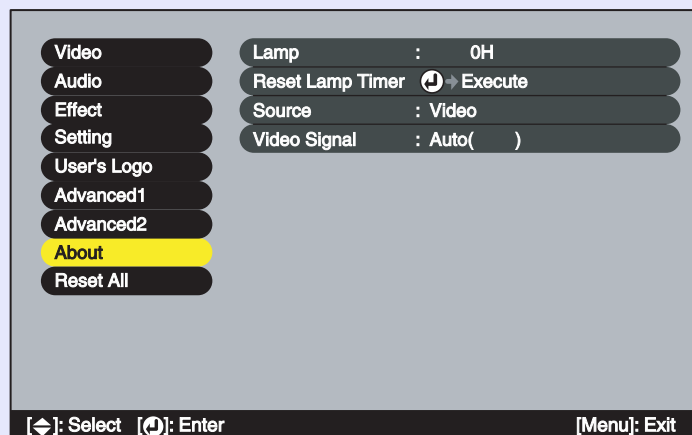 Video
Audio
Effect
Setting
User's Logo
Advanced1
Advanced2
About
Reset All
Lamp : 0H
Reset Lamp Timer Execute
Source : Video
Video Signal : Auto( )
[ ]: Select [ ]: Enter [Menu]: Exit